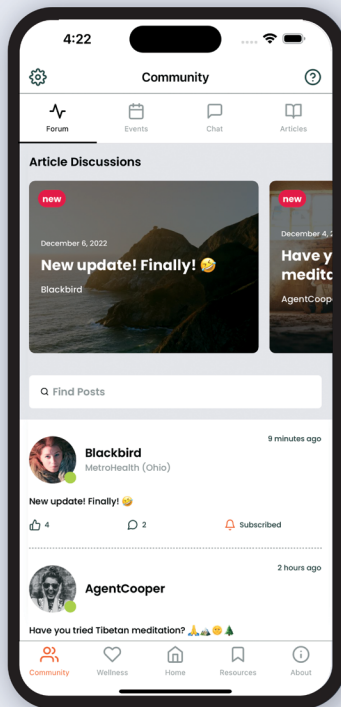 4:22
Community
Forum
Events
Chat
Articles
Article Discussions
new
December 6, 2022
New update! Finally! 🤣
Blackbird
new
December 4, 2
Have y
medita
AgentCoop
Find Posts
Blackbird
MetroHealth (Ohio)
9 minutes ago
New update! Finally! 🤣
4
2
Subscribed
AgentCooper
2 hours ago
Have you tried Tibetan meditation? 🙏🏔😊🌲
Community
Wellness
Home
Resources
About